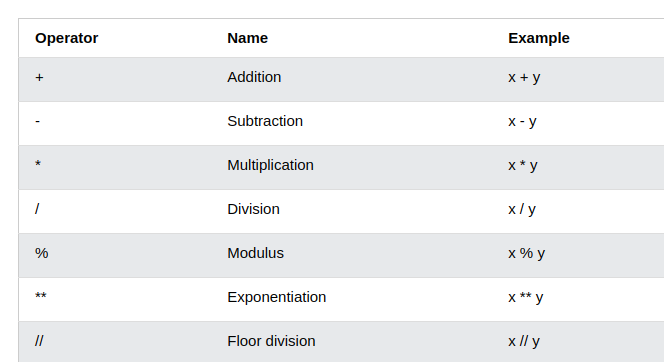 Operator Name Example
+ Addition x + y
- Subtraction x - y
* Multiplication x * y
/ Division x / y
% Modulus x % y
** Exponentiation x ** y
// Floor division x // y